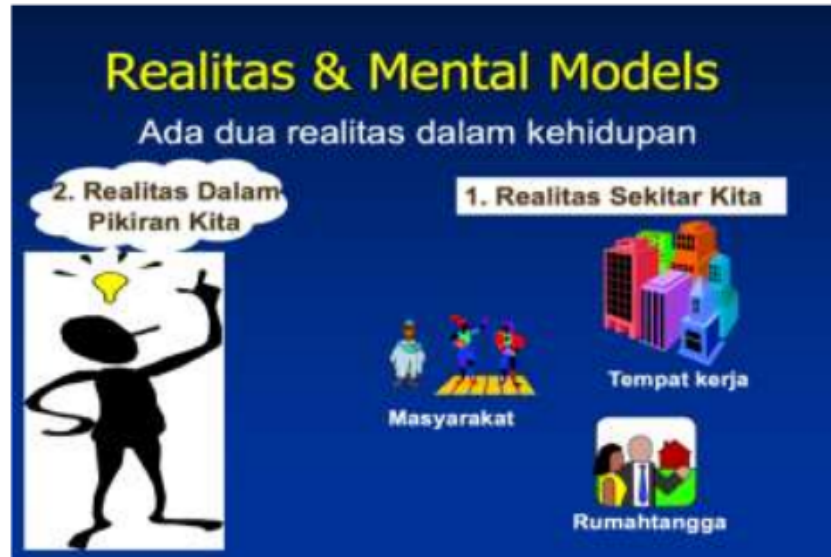 Realitas & Mental Models
Ada dua realitas dalam kehidupan
2. Realitas Dalam
Pikiran Kita
1. Realitas Sekitar Kita
Tempat kerja
Masyarakat
Rumahtangga